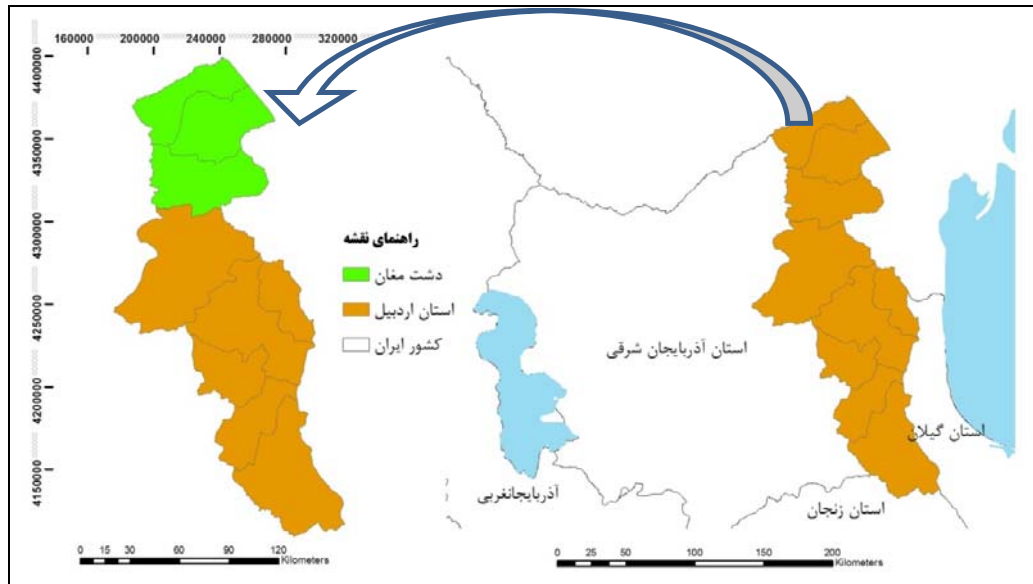 160000 200000 240000 280000 320000
4400000
4350000
4300000
4250000
4200000
4150000
راهنمای نقشه
دشت مغان
استان اردبیل
کشور ایران
استان آذربایجان شرقی
استان گیلان
آذربایجانغربی
استان زنجان
0 15 30 60 90 120
Kilometers
0 25 50 100 150 200
Kilometers